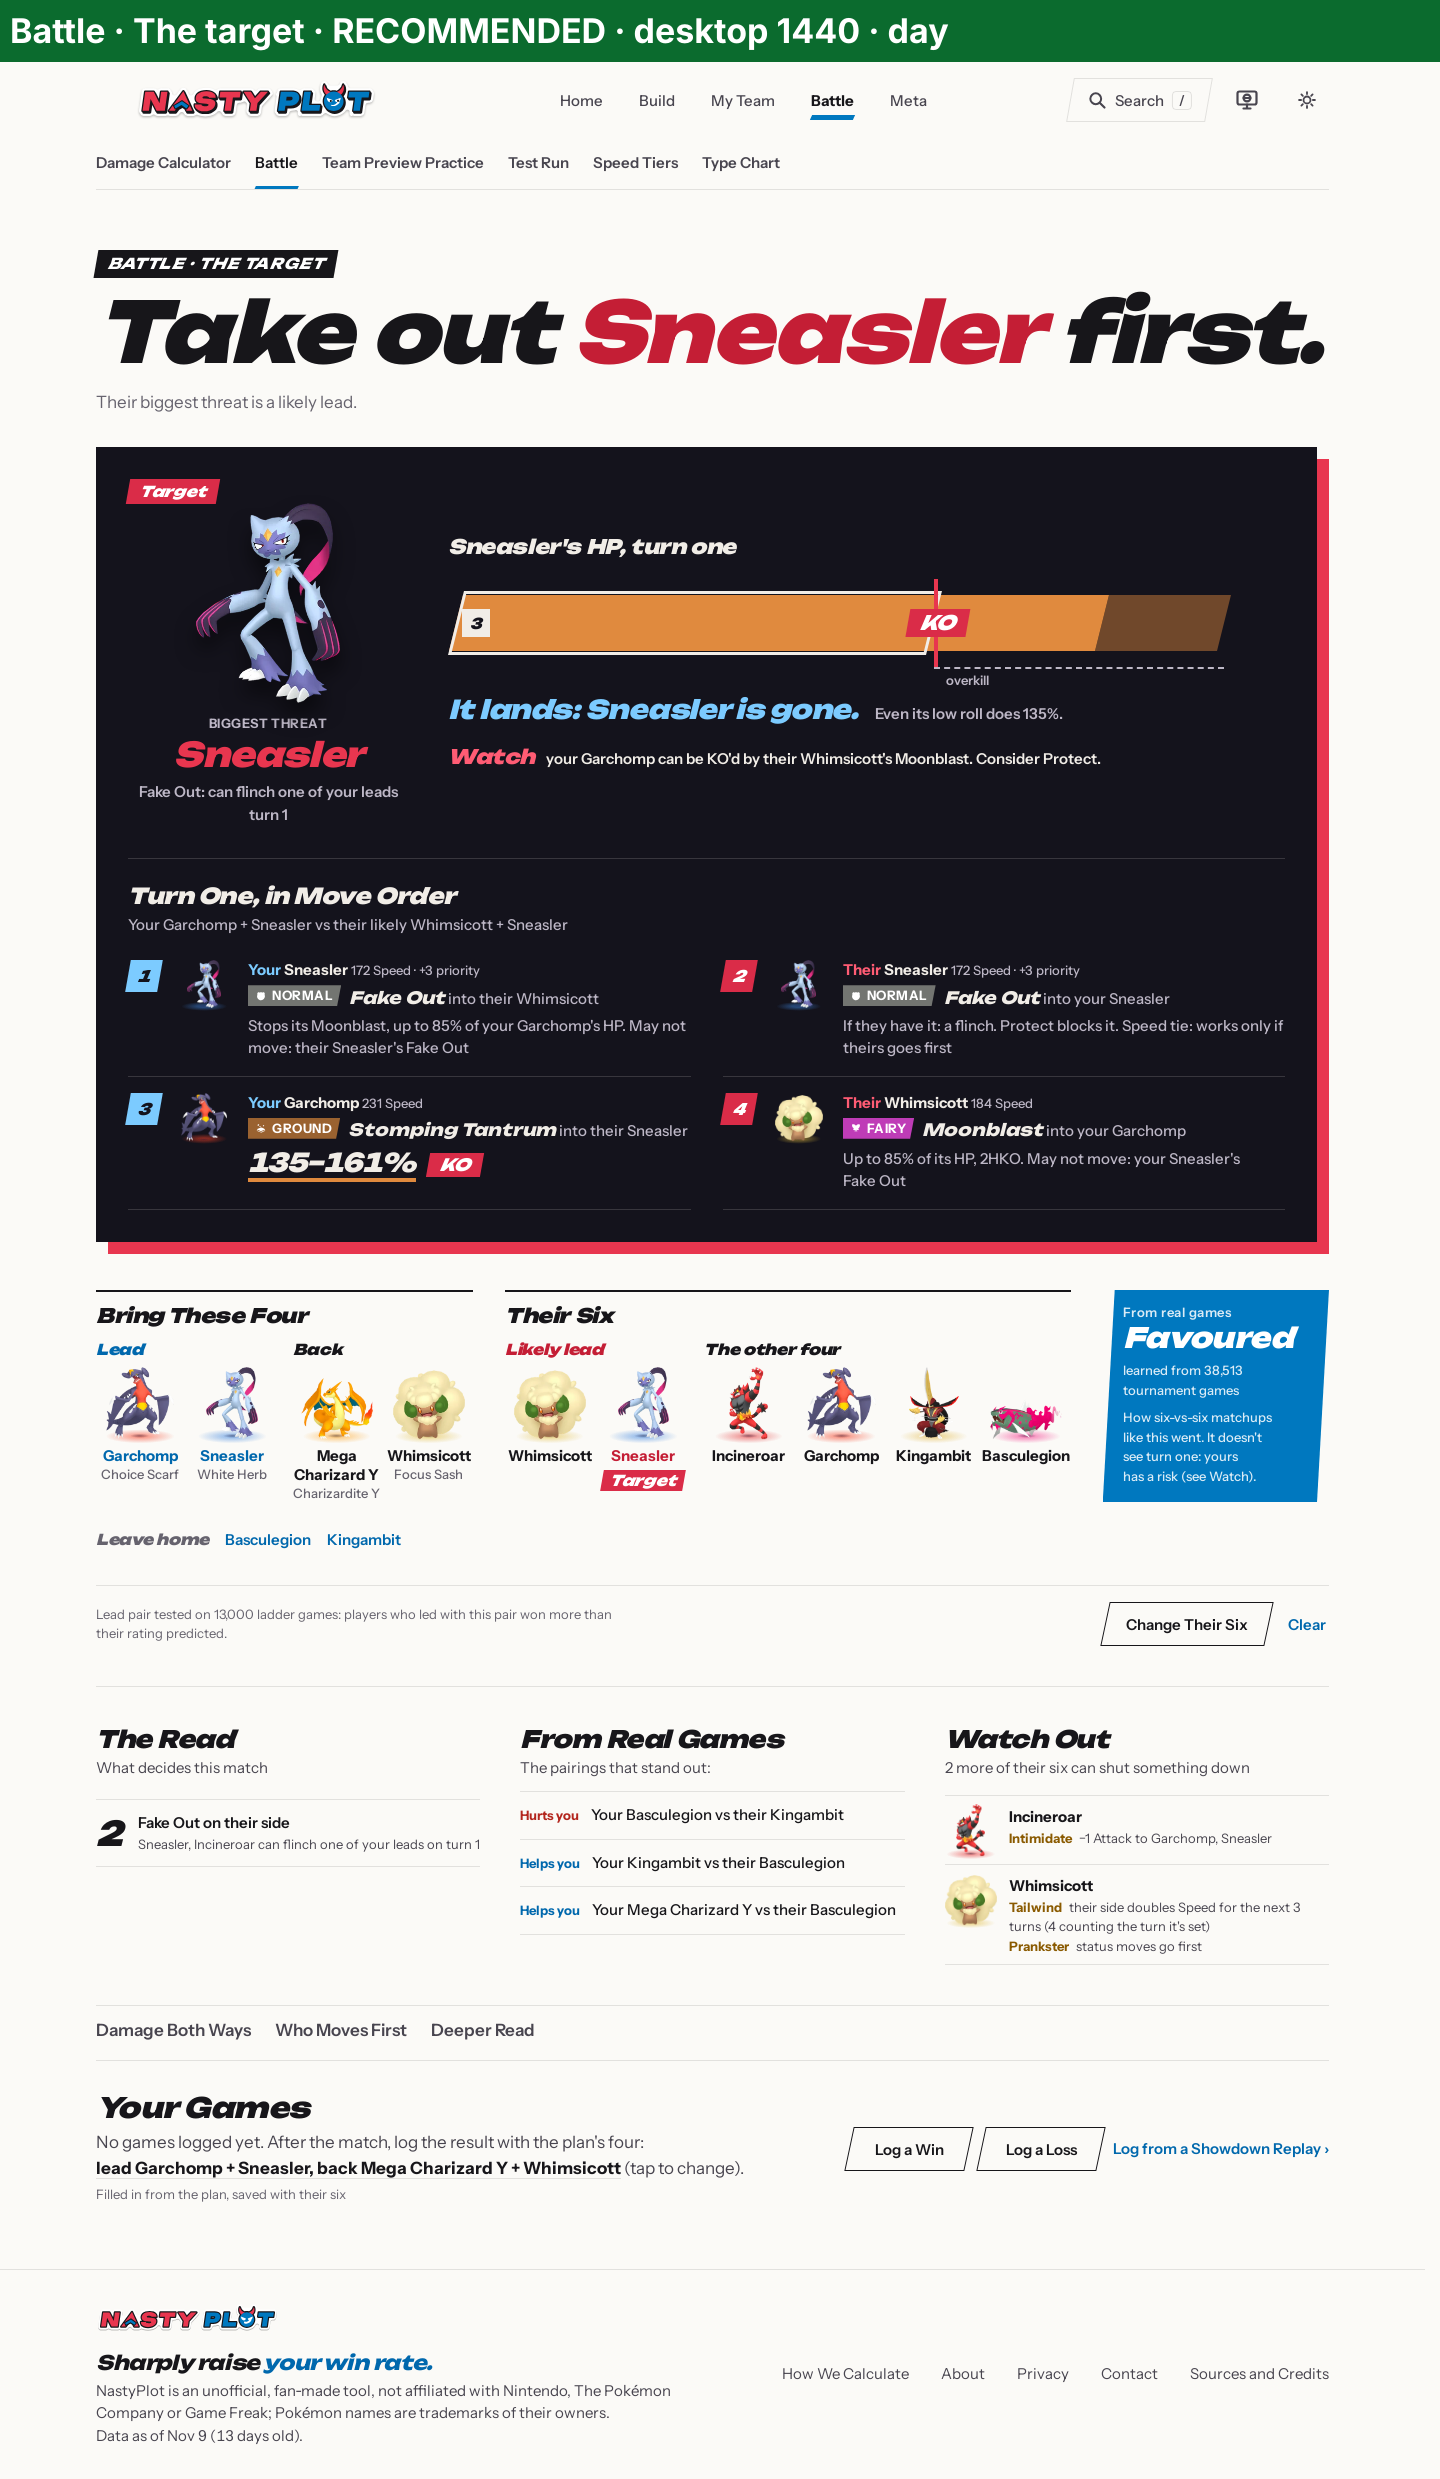 Battle · The target · RECOMMENDED · desktop 1440 · day
NASTY PLOT
Home
Build
My Team
Battle
Meta
Search /
Damage Calculator
Battle
Team Preview Practice
Test Run
Speed Tiers
Type Chart
BATTLE · THE TARGET
Take out Sneasler first.
Their biggest threat is a likely lead.
Target
BIGGEST THREAT
Sneasler
Fake Out: can flinch one of your leads
turn 1
Sneasler's HP, turn one
3
KO
overkill
It lands: Sneasler is gone. Even its low roll does 135%.
Watch your Garchomp can be KO'd by their Whimsicott's Moonblast. Consider Protect.
Turn One, in Move Order
Your Garchomp + Sneasler vs their likely Whimsicott + Sneasler
1
Your Sneasler 172 Speed · +3 priority
NORMAL Fake Out into their Whimsicott
Stops its Moonblast, up to 85% of your Garchomp's HP. May not
move: their Sneasler's Fake Out
2
Their Sneasler 172 Speed · +3 priority
NORMAL Fake Out into your Sneasler
If they have it: a flinch. Protect blocks it. Speed tie: works only if
theirs goes first
3
Your Garchomp 231 Speed
GROUND Stomping Tantrum into their Sneasler
135–161% KO
4
Their Whimsicott 184 Speed
FAIRY Moonblast into your Garchomp
Up to 85% of its HP, 2HKO. May not move: your Sneasler's
Fake Out
Bring These Four
Lead
Garchomp
Choice Scarf
Sneasler
White Herb
Back
Mega
Charizard Y
Charizardite Y
Whimsicott
Focus Sash
Their Six
Likely lead
Whimsicott
Sneasler
Target
The other four
Incineroar
Garchomp
Kingambit
Basculegion
From real games
Favoured
learned from 38,513
tournament games
How six-vs-six matchups
like this went. It doesn't
see turn one: yours
has a risk (see Watch).
Leave home Basculegion Kingambit
Lead pair tested on 13,000 ladder games: players who led with this pair won more than
their rating predicted.
Change Their Six
Clear
The Read
What decides this match
2
Fake Out on their side
Sneasler, Incineroar can flinch one of your leads on turn 1
From Real Games
The pairings that stand out:
Hurts you Your Basculegion vs their Kingambit
Helps you Your Kingambit vs their Basculegion
Helps you Your Mega Charizard Y vs their Basculegion
Watch Out
2 more of their six can shut something down
Incineroar
Intimidate −1 Attack to Garchomp, Sneasler
Whimsicott
Tailwind their side doubles Speed for the next 3
turns (4 counting the turn it's set)
Prankster status moves go first
Damage Both Ways
Who Moves First
Deeper Read
Your Games
No games logged yet. After the match, log the result with the plan's four:
lead Garchomp + Sneasler, back Mega Charizard Y + Whimsicott (tap to change).
Filled in from the plan, saved with their six
Log a Win
Log a Loss
Log from a Showdown Replay ›
NASTY PLOT
Sharply raise your win rate.
NastyPlot is an unofficial, fan-made tool, not affiliated with Nintendo, The Pokémon
Company or Game Freak; Pokémon names are trademarks of their owners.
Data as of Nov 9 (13 days old).
How We Calculate
About
Privacy
Contact
Sources and Credits